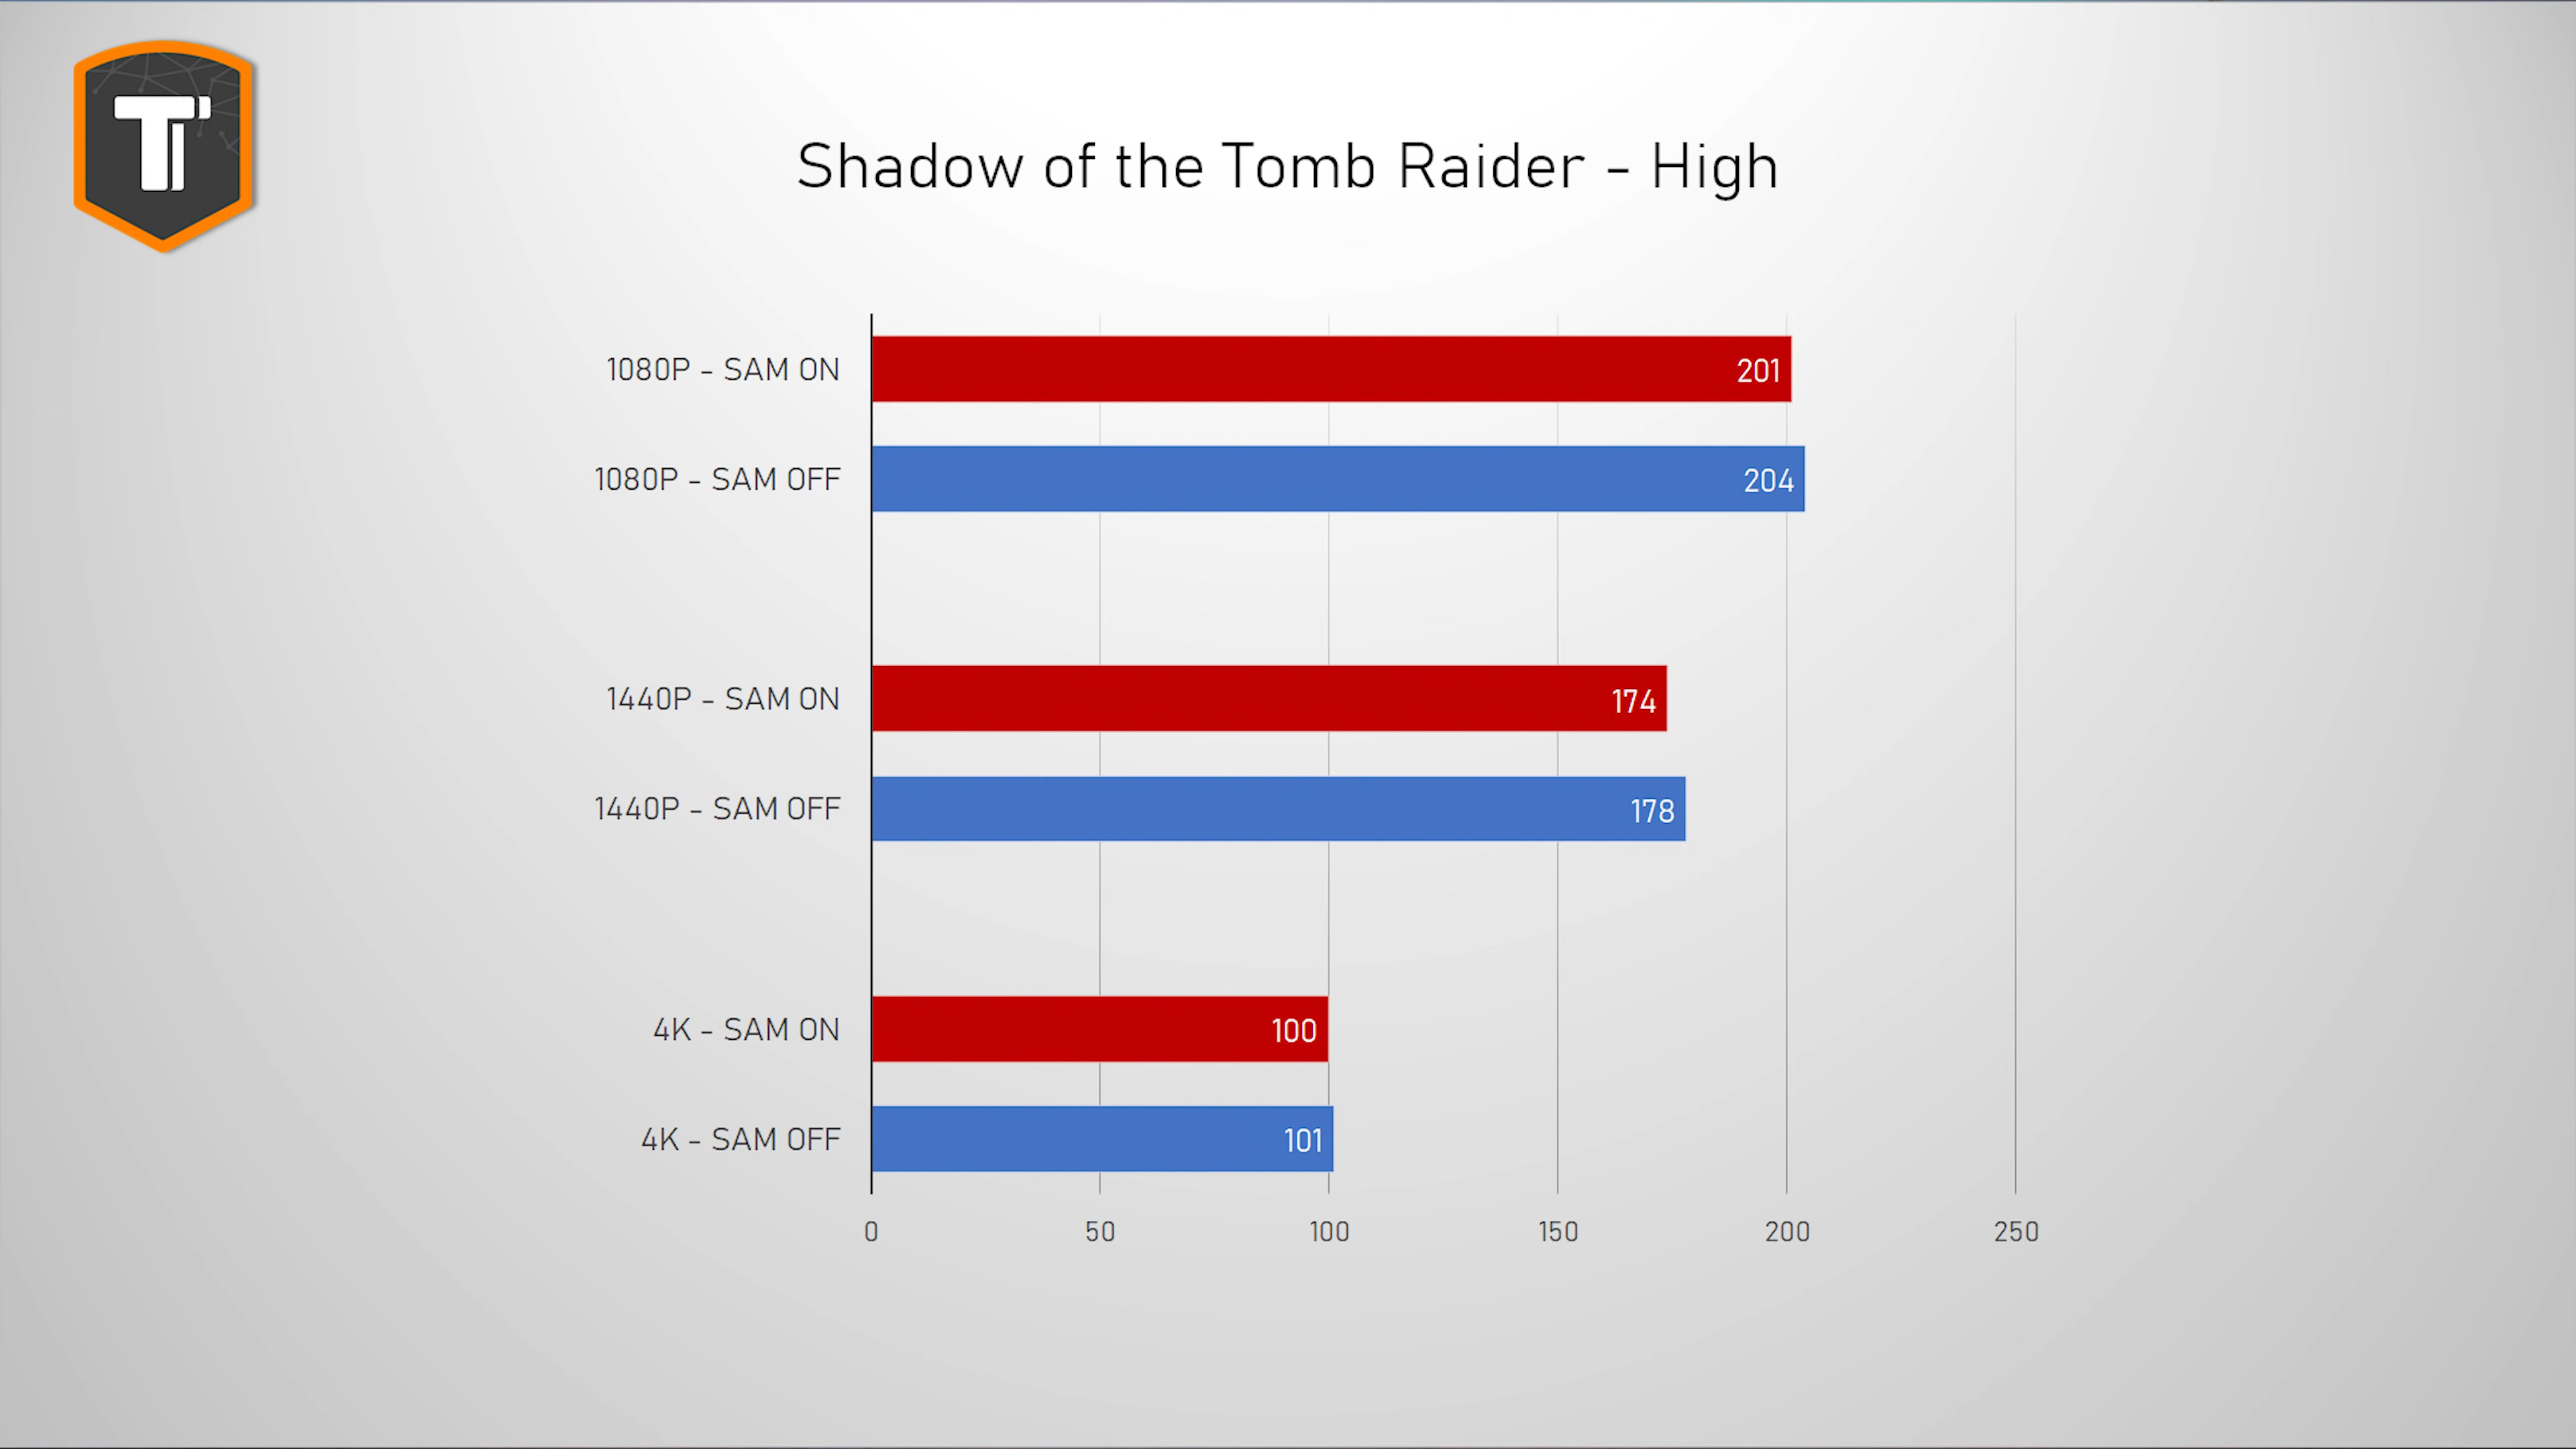 T
Shadow of the Tomb Raider - High
1080P - SAM ON
201
1080P - SAM OFF
204
1440P - SAM ON
174
1440P - SAM OFF
178
4K - SAM ON
100
4K - SAM OFF
101
0 50 100 150 200 250